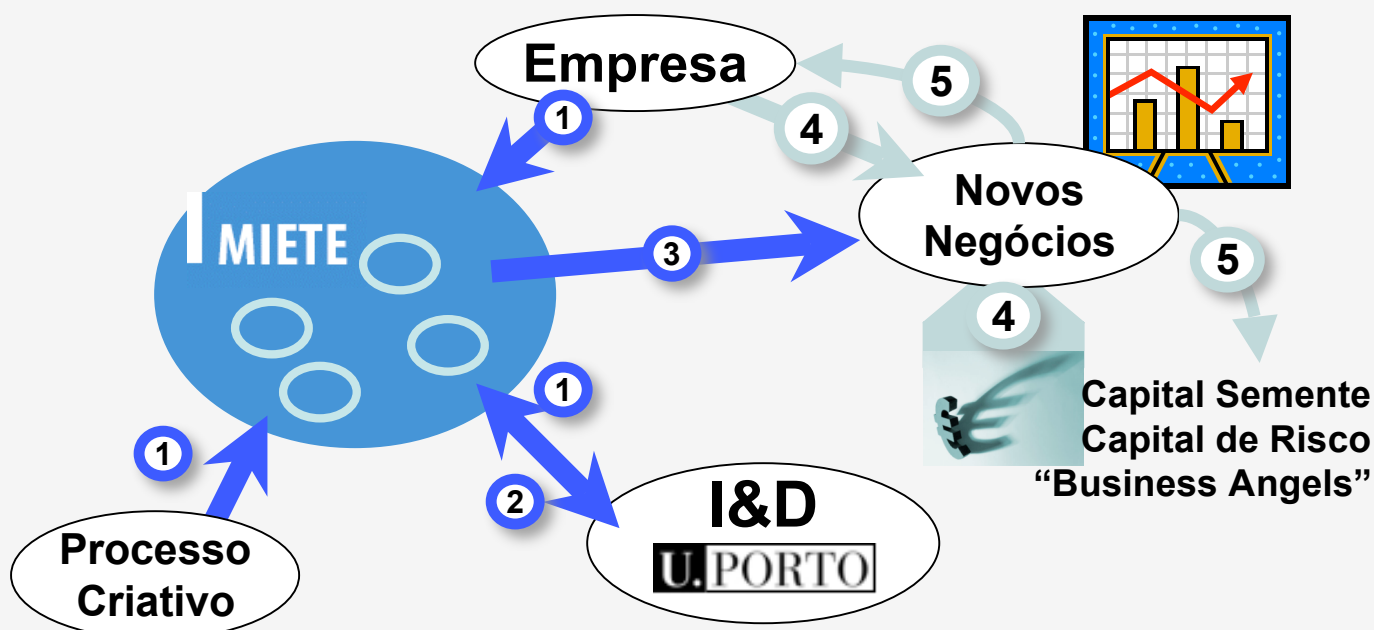 Empresa
5
1
4
Novos
Negócios
MIETE
3
5
4
1
Capital Semente
Capital de Risco
“Business Angels”
1
2
I&D
U.PORTO
Processo
Criativo